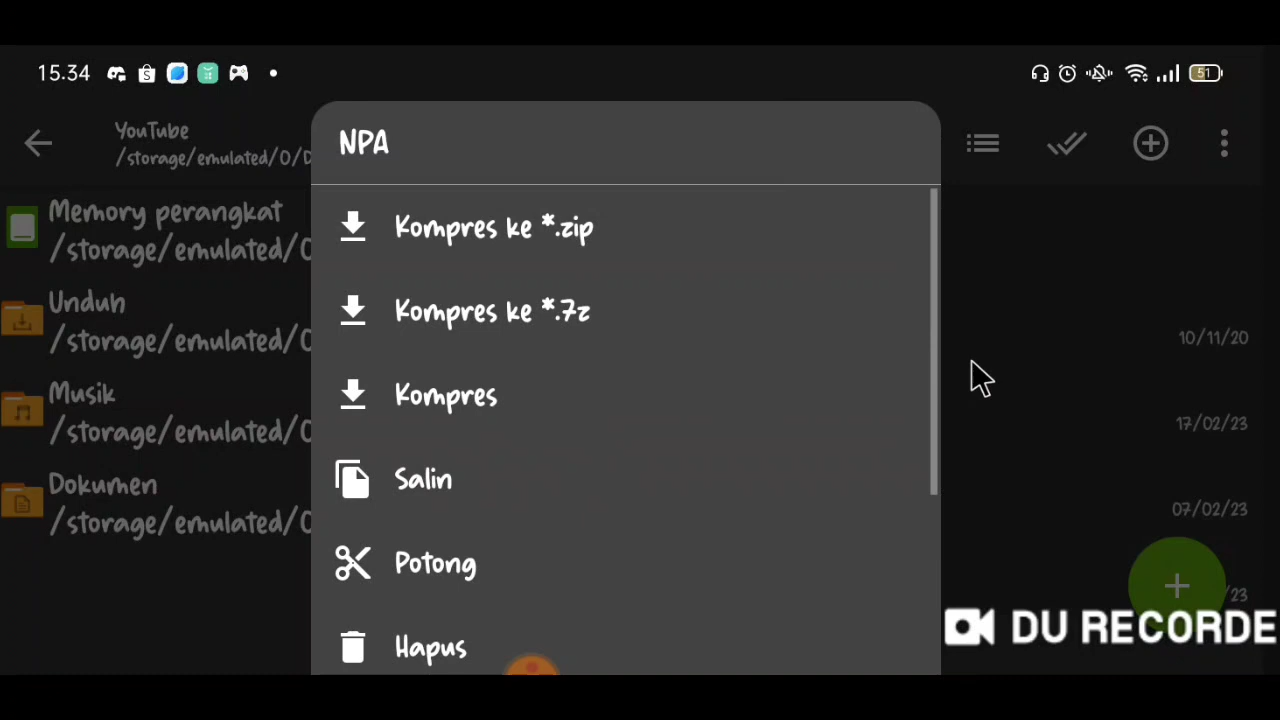 15.34
51
YouTube
/storage/emulated/0/D
NPA
Memory perangkat
/storage/emulated/0
Unduh
/storage/emulated/0
Musik
/storage/emulated/0
Dokumen
/storage/emulated/0
Kompres ke *.zip
Kompres ke *.7z
Kompres
Salin
Potong
Hapus
10/11/20
17/02/23
07/02/23
/23
DU RECORDE